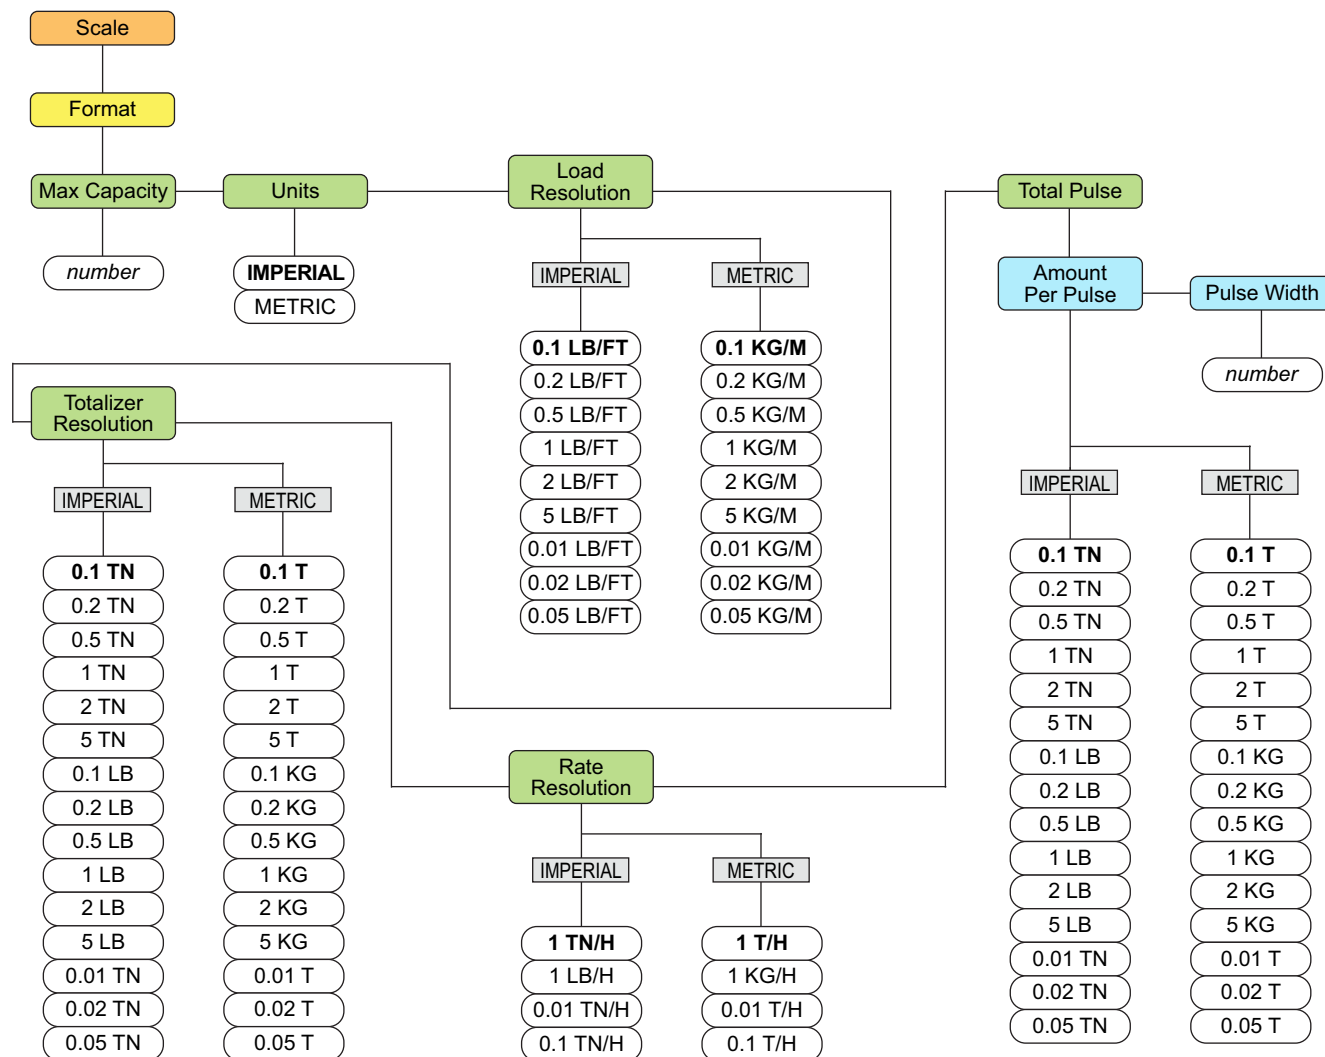 Scale
Format
Max Capacity
number
Units
IMPERIAL
METRIC
Load
Resolution
IMPERIAL
0.1 LB/FT
0.2 LB/FT
0.5 LB/FT
1 LB/FT
2 LB/FT
5 LB/FT
0.01 LB/FT
0.02 LB/FT
0.05 LB/FT
METRIC
0.1 KG/M
0.2 KG/M
0.5 KG/M
1 KG/M
2 KG/M
5 KG/M
0.01 KG/M
0.02 KG/M
0.05 KG/M
Totalizer
Resolution
IMPERIAL
0.1 TN
0.2 TN
0.5 TN
1 TN
2 TN
5 TN
0.1 LB
0.2 LB
0.5 LB
1 LB
2 LB
5 LB
0.01 TN
0.02 TN
0.05 TN
METRIC
0.1 T
0.2 T
0.5 T
1 T
2 T
5 T
0.1 KG
0.2 KG
0.5 KG
1 KG
2 KG
5 KG
0.01 T
0.02 T
0.05 T
Rate
Resolution
IMPERIAL
1 TN/H
1 LB/H
0.01 TN/H
0.1 TN/H
METRIC
1 T/H
1 KG/H
0.01 T/H
0.1 T/H
Total Pulse
Amount
Per Pulse
IMPERIAL
0.1 TN
0.2 TN
0.5 TN
1 TN
2 TN
5 TN
0.1 LB
0.2 LB
0.5 LB
1 LB
2 LB
5 LB
0.01 TN
0.02 TN
0.05 TN
METRIC
0.1 T
0.2 T
0.5 T
1 T
2 T
5 T
0.1 KG
0.2 KG
0.5 KG
1 KG
2 KG
5 KG
0.01 T
0.02 T
0.05 T
Pulse Width
number